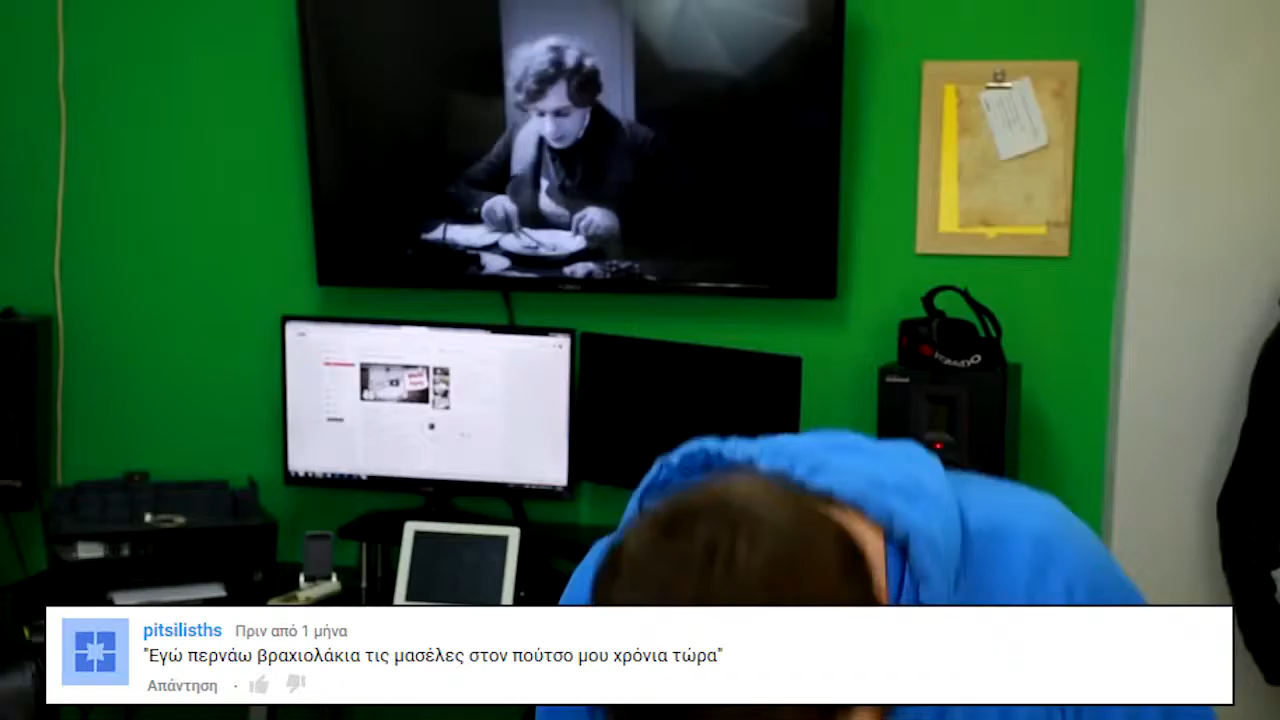 pitsilisths Πριν από 1 μήνα
"Εγώ περνάω βραχιολάκια τις μασέλες στον πούτσο μου χρόνια τώρα"
Απάντηση ·